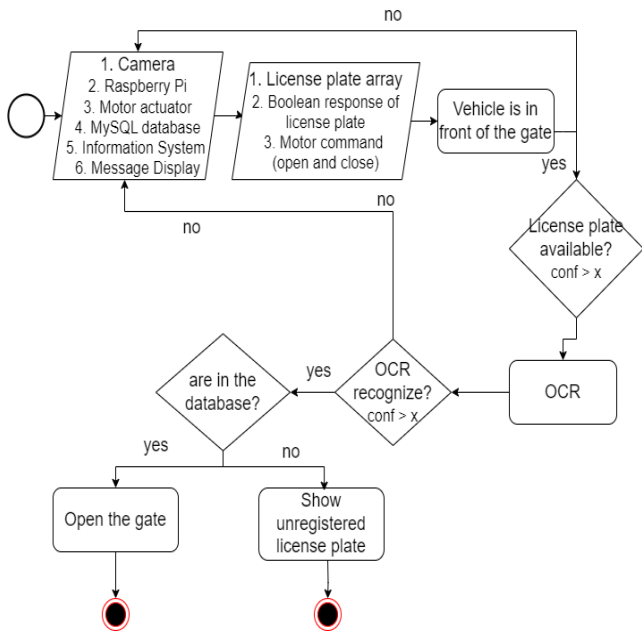 no
1. Camera
2. Raspberry Pi
3. Motor actuator
4. MySQL database
5. Information System
6. Message Display
1. License plate array
2. Boolean response of
license plate
3. Motor command
(open and close)
Vehicle is in
front of the gate
yes
no
no
License plate
available?
conf > x
are in the
database?
yes
OCR
recognize?
conf > x
OCR
yes
no
Open the gate
Show
unregistered
license plate